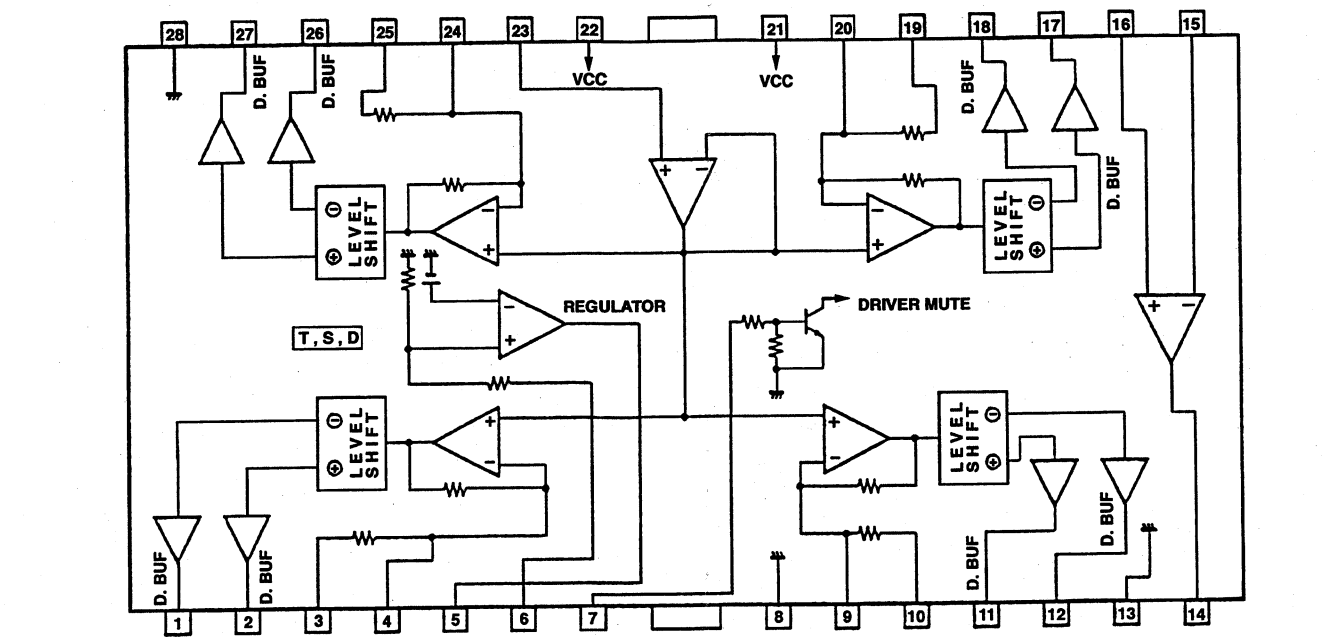 28 27 26 25 24 23 22 21 20 19 18 17 16 15
D. BUF
D. BUF
VCC
VCC
D. BUF
D. BUF
+ −
− +
LEVEL SHIFT
− +
− +
LEVEL SHIFT
− +
+ −
− +
REGULATOR
DRIVER MUTE
T , S , D
− +
LEVEL SHIFT
+ −
+ −
LEVEL SHIFT
− +
D. BUF
D. BUF
D. BUF
D. BUF
1 2 3 4 5 6 7 8 9 10 11 12 13 14